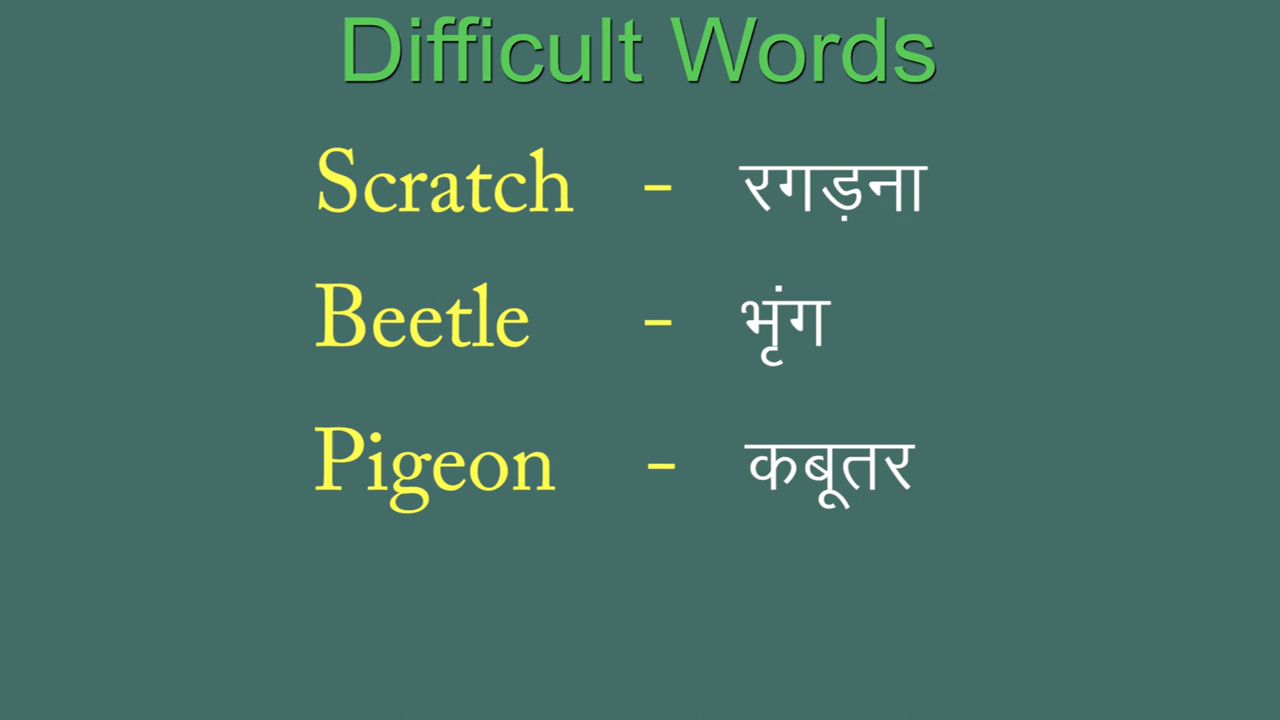 Difficult Words
Scratch - रगड़ना
Beetle - भृंग
Pigeon - कबूतर